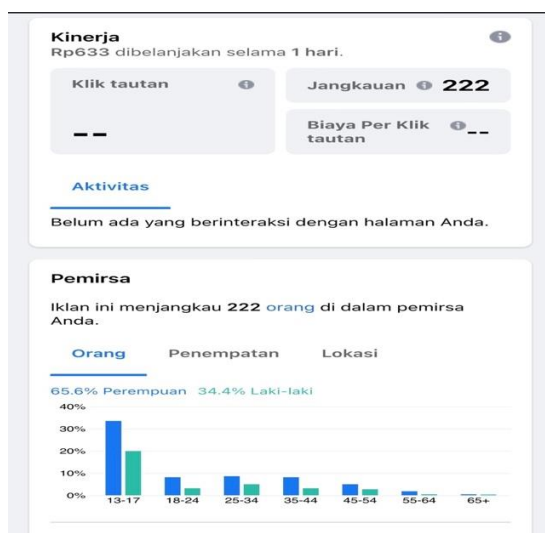 Kinerja
Rp633 dibelanjakan selama 1 hari.
Klik tautan
--
Jangkauan 222
Biaya Per Klik tautan --
Aktivitas
Belum ada yang berinteraksi dengan halaman Anda.
Pemirsa
Iklan ini menjangkau 222 orang di dalam pemirsa
Anda.
Orang Penempatan Lokasi
65.6% Perempuan 34.4% Laki-laki
40%
30%
20%
10%
0%
13-17 18-24 25-34 35-44 45-54 55-64 65+